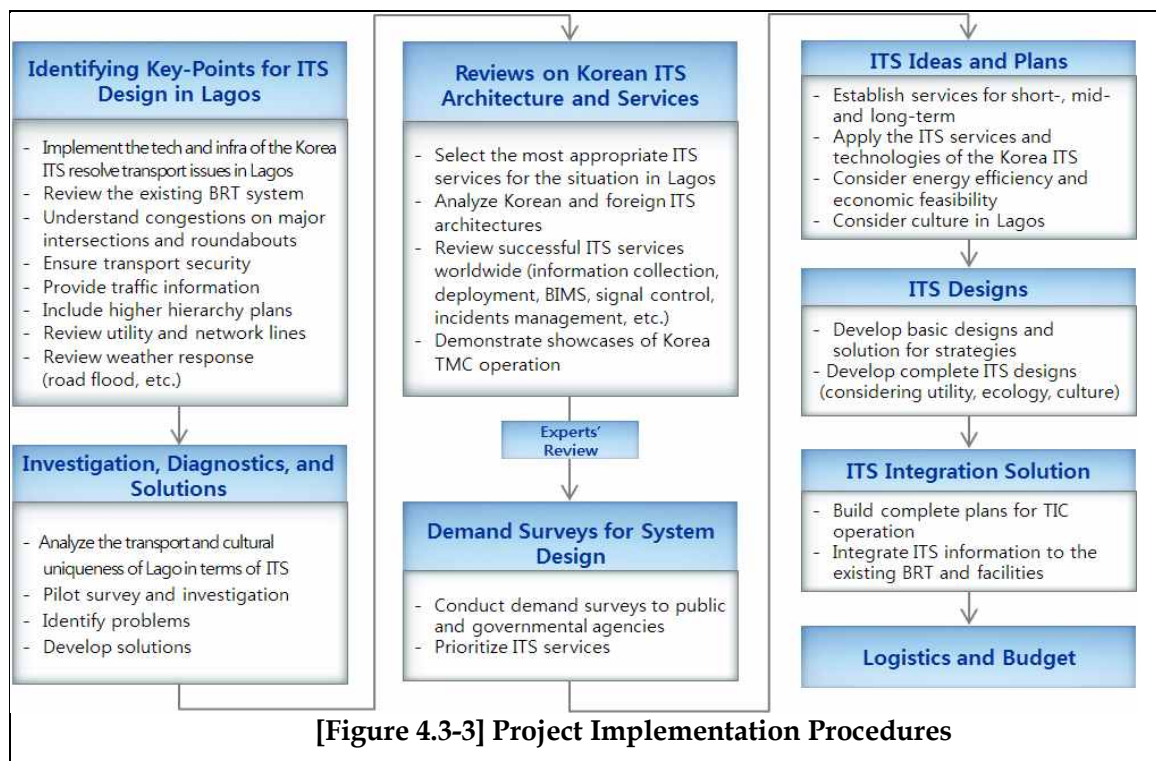 Identifying Key-Points for ITS
Design in Lagos
- Implement the tech and infra of the Korea
ITS resolve transport issues in Lagos
- Review the existing BRT system
- Understand congestions on major
intersections and roundabouts
- Ensure transport security
- Provide traffic information
- Include higher hierarchy plans
- Review utility and network lines
- Review weather response
(road flood, etc.)
Investigation, Diagnostics, and
Solutions
- Analyze the transport and cultural
uniqueness of Lago in terms of ITS
- Pilot survey and investigation
- Identify problems
- Develop solutions
Reviews on Korean ITS
Architecture and Services
- Select the most appropriate ITS
services for the situation in Lagos
- Analyze Korean and foreign ITS
architectures
- Review successful ITS services
worldwide (information collection,
deployment, BIMS, signal control,
incidents management, etc.)
- Demonstrate showcases of Korea
TMC operation
Experts'
Review
Demand Surveys for System
Design
- Conduct demand surveys to public
and governmental agencies
- Prioritize ITS services
ITS Ideas and Plans
- Establish services for short-, mid-
and long-term
- Apply the ITS services and
technologies of the Korea ITS
- Consider energy efficiency and
economic feasibility
- Consider culture in Lagos
ITS Designs
- Develop basic designs and
solution for strategies
- Develop complete ITS designs
(considering utility, ecology, culture)
ITS Integration Solution
- Build complete plans for TIC
operation
- Integrate ITS information to the
existing BRT and facilities
Logistics and Budget
[Figure 4.3-3] Project Implementation Procedures